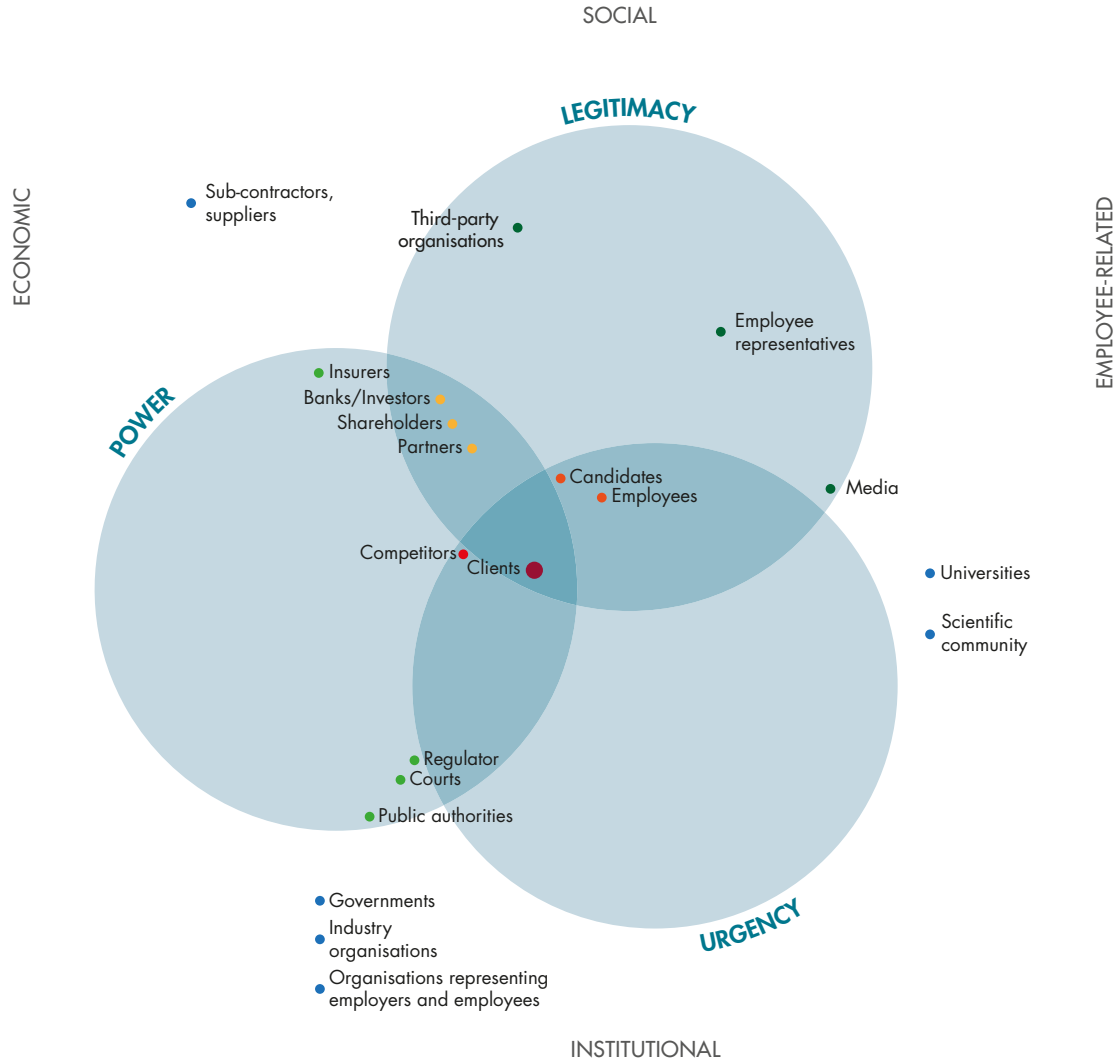 SOCIAL
LEGITIMACY
ECONOMIC
Sub-contractors,
suppliers
Third-party
organisations
EMPLOYEE-RELATED
Employee
representatives
POWER
Insurers
Banks/Investors
Shareholders
Partners
Candidates
Employees
Media
Competitors
Clients
Universities
Scientific
community
Regulator
Courts
Public authorities
Governments
Industry
organisations
URGENCY
Organisations representing
employers and employees
INSTITUTIONAL